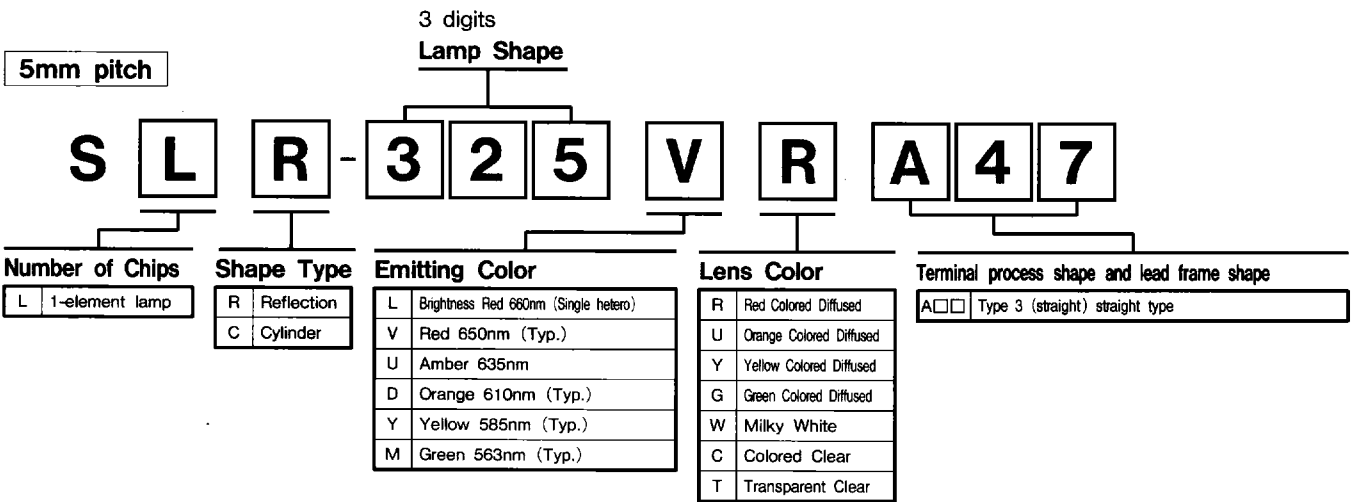 3 digits
Lamp Shape
5mm pitch
S L R - 3 2 5 V R A 4 7
Number of Chips
L 1-element lamp
Shape Type
R Reflection
C Cylinder
Emitting Color
L Brightness Red 660nm (Single hetero)
V Red 650nm (Typ.)
U Amber 635nm
D Orange 610nm (Typ.)
Y Yellow 585nm (Typ.)
M Green 563nm (Typ.)
Lens Color
R Red Colored Diffused
U Orange Colored Diffused
Y Yellow Colored Diffused
G Green Colored Diffused
W Milky White
C Colored Clear
T Transparent Clear
Terminal process shape and lead frame shape
A□□ Type 3 (straight) straight type